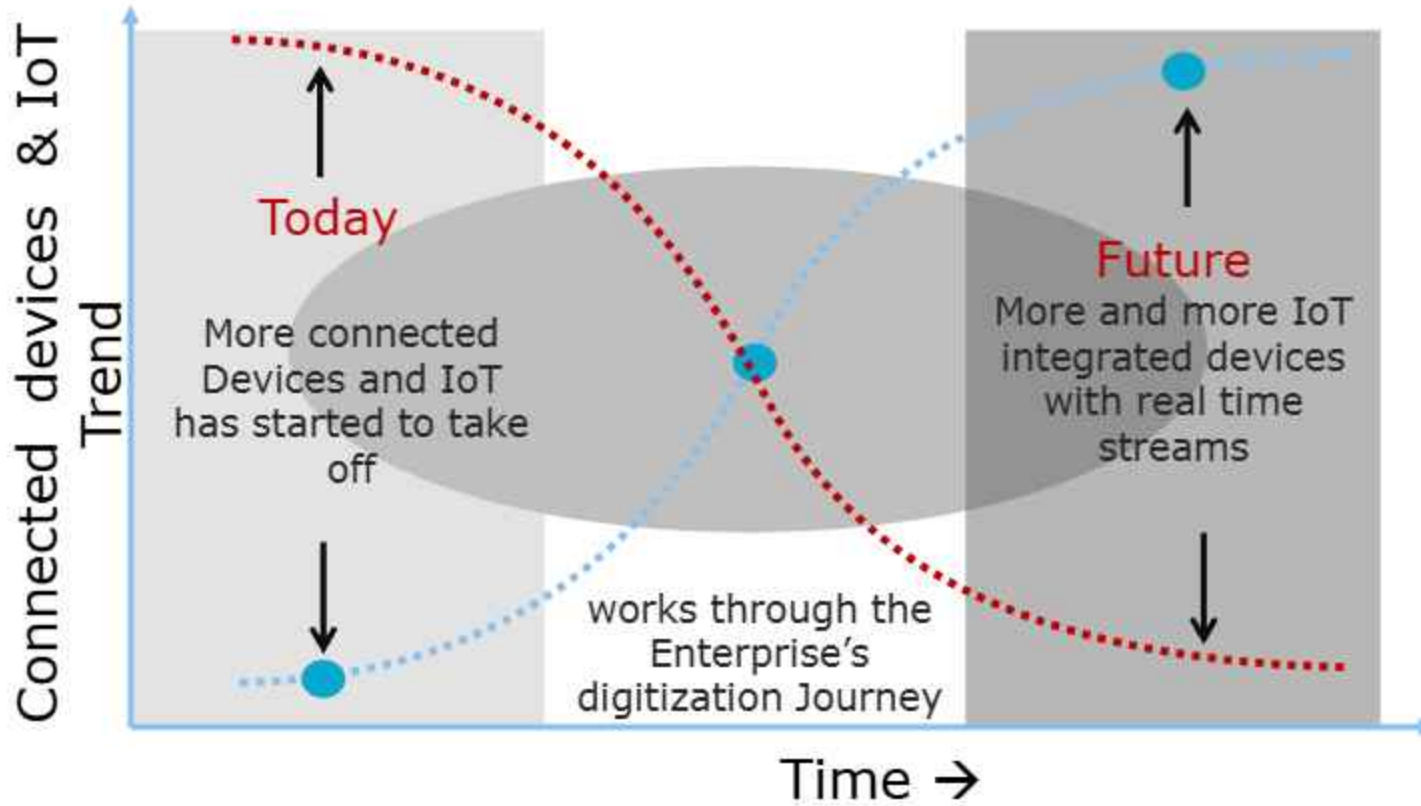 Connected devices & IoT
Trend
Today
More connected
Devices and IoT
has started to take
off
works through the
Enterprise's
digitization Journey
Future
More and more IoT
integrated devices
with real time
streams
Time →